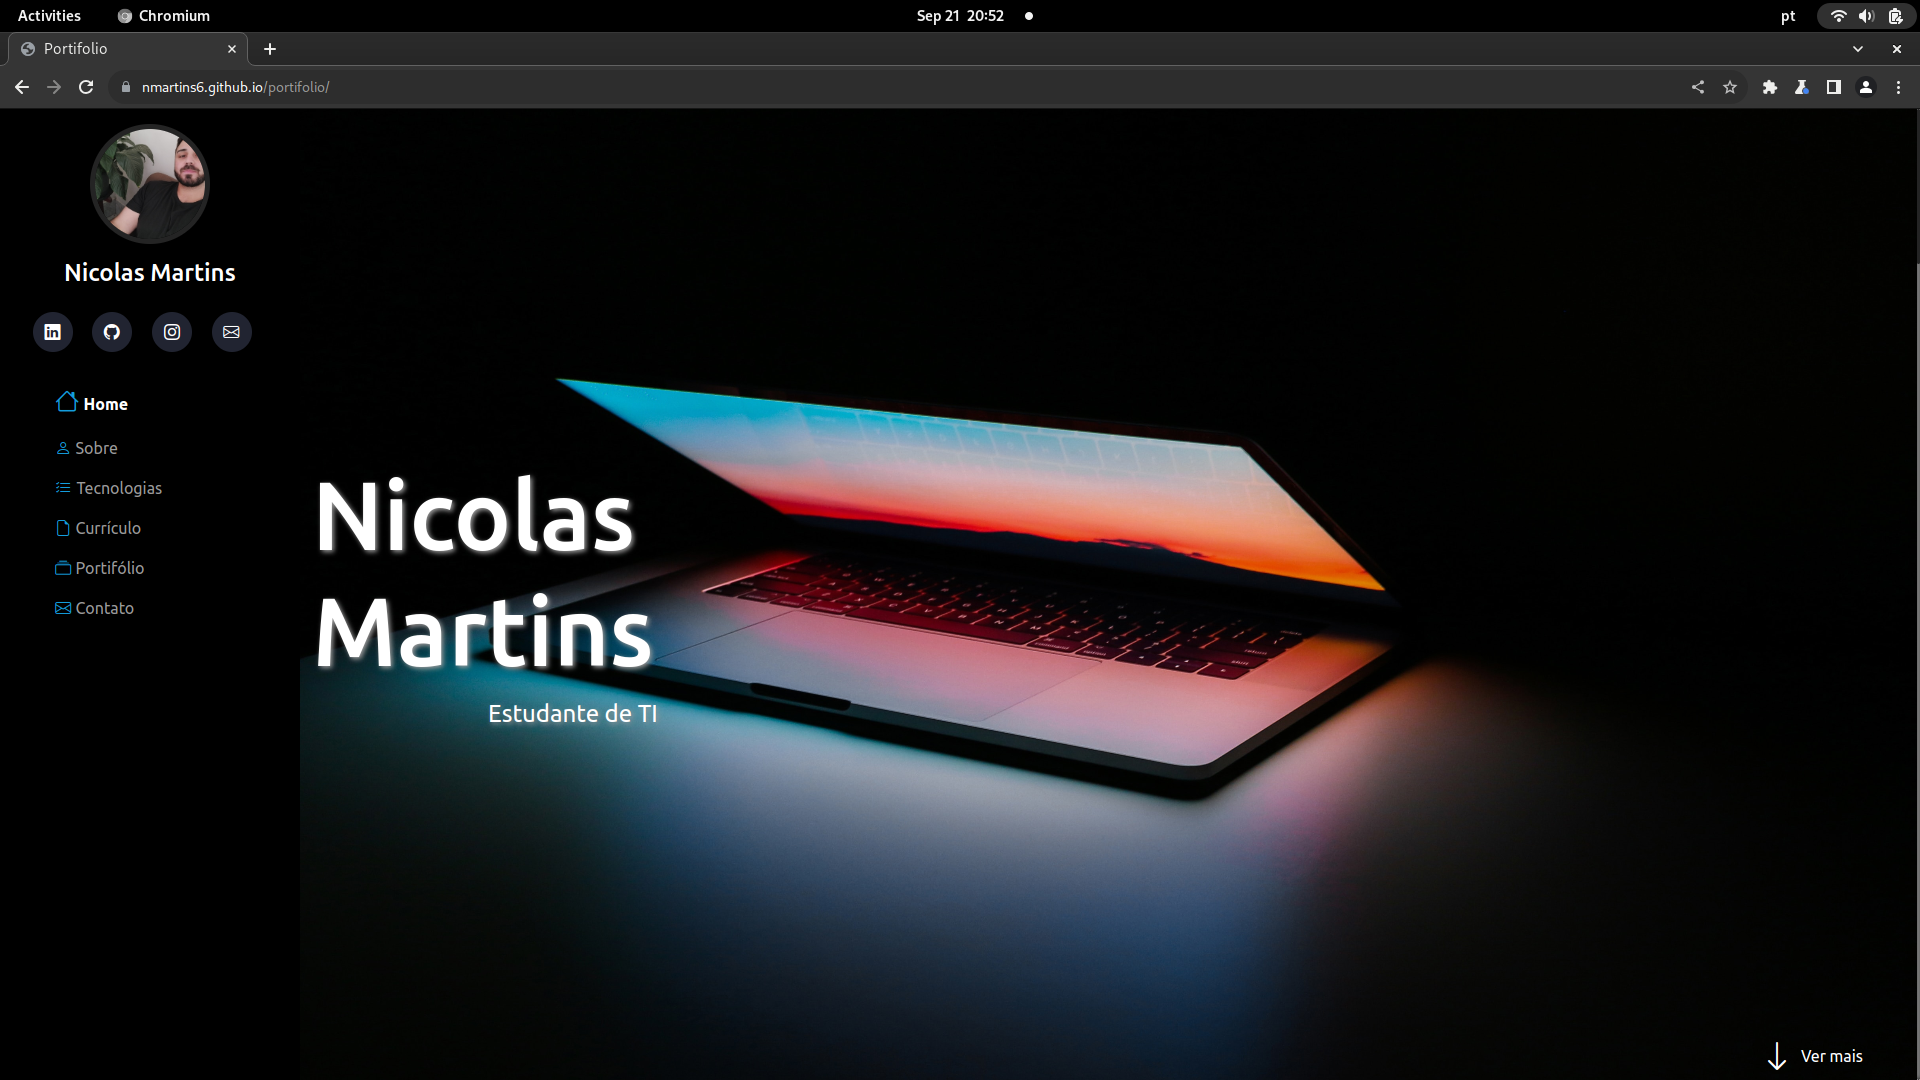 Activities
Chromium
Sep 21 20:52
pt
Portifolio
nmartins6.github.io/portifolio/
Nicolas Martins
Home
Sobre
Tecnologias
Currículo
Portifólio
Contato
Nicolas
Martins
Estudante de TI
Ver mais